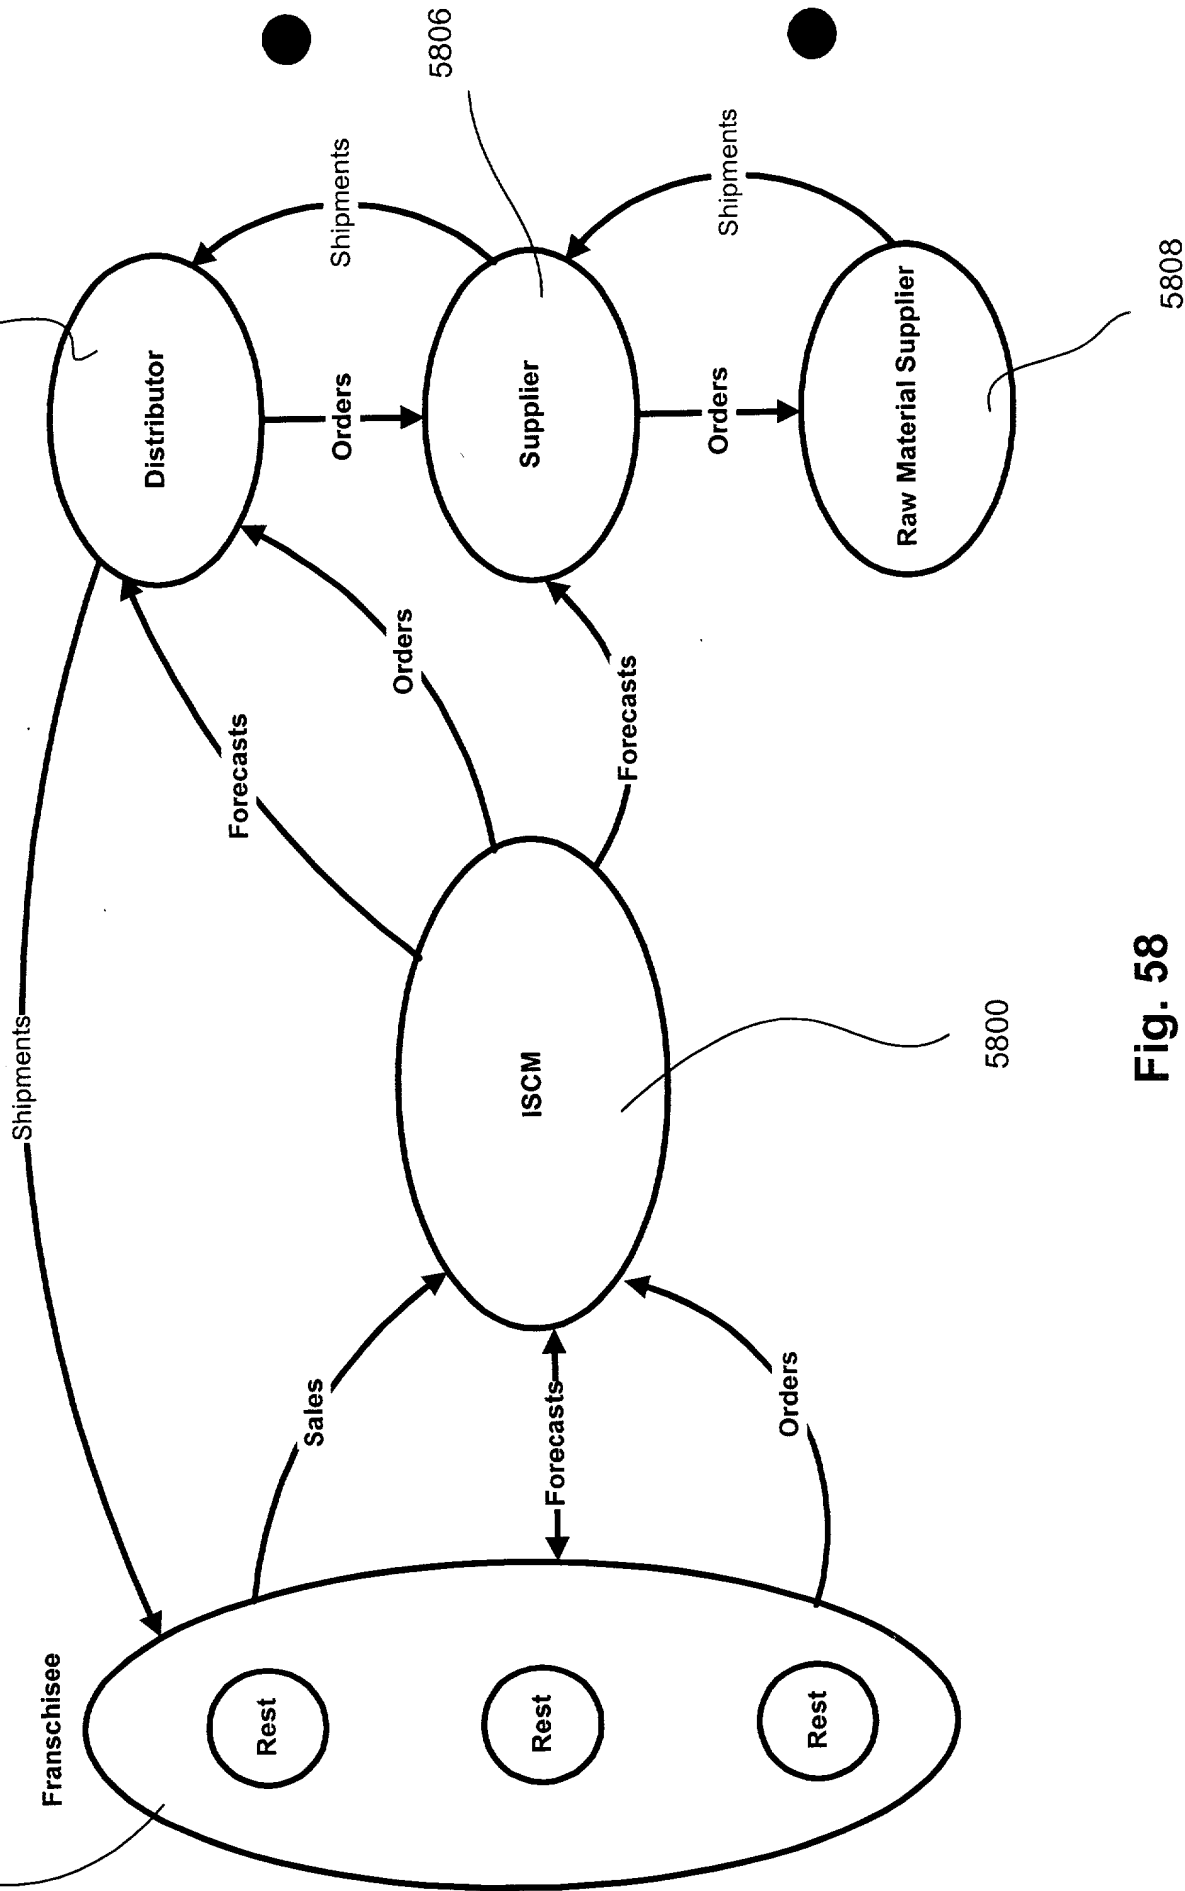 Shipments
Franschisee
Rest
Rest
Rest
Sales
Forecasts
Orders
ISCM
5800
Forecasts
Orders
Forecasts
Distributor
Orders
Shipments
Supplier
5806
Orders
Shipments
Raw Material Supplier
5808
Fig. 58